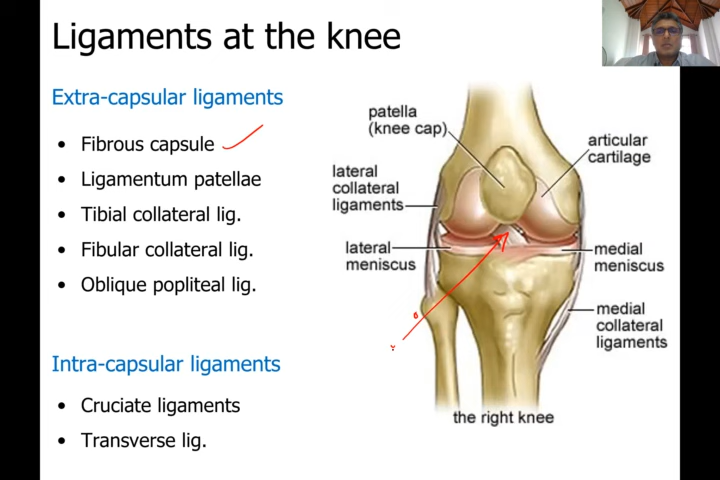 Ligaments at the knee
Extra-capsular ligaments
• Fibrous capsule
• Ligamentum patellae
• Tibial collateral lig.
• Fibular collateral lig.
• Oblique popliteal lig.
Intra-capsular ligaments
• Cruciate ligaments
• Transverse lig.
patella
(knee cap)
articular
cartilage
lateral
collateral
ligaments
lateral
meniscus
medial
meniscus
medial
collateral
ligaments
the right knee